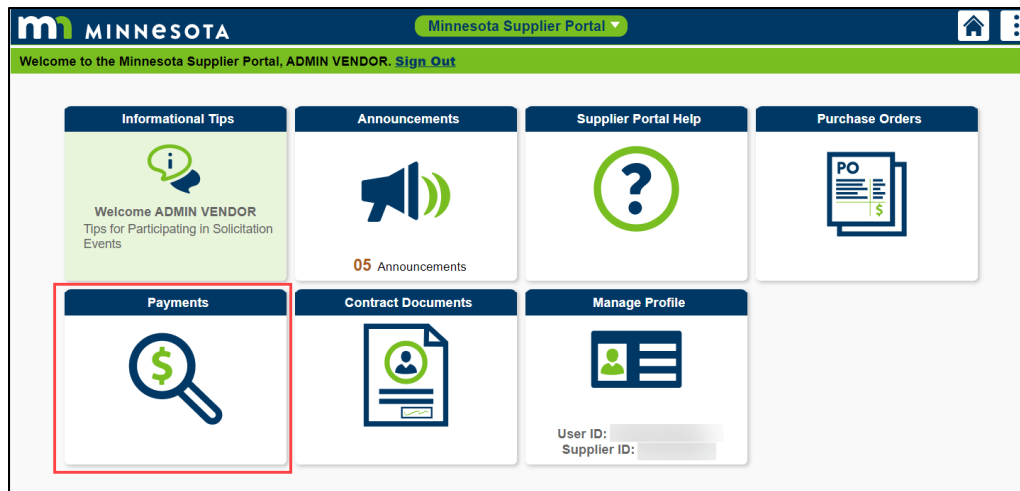 MINNESOTA
Minnesota Supplier Portal
Welcome to the Minnesota Supplier Portal, ADMIN VENDOR. Sign Out
Informational Tips
Welcome ADMIN VENDOR
Tips for Participating in Solicitation
Events
Announcements
05 Announcements
Supplier Portal Help
?
Purchase Orders
PO
$
Payments
$
Contract Documents
Manage Profile
User ID:
Supplier ID: